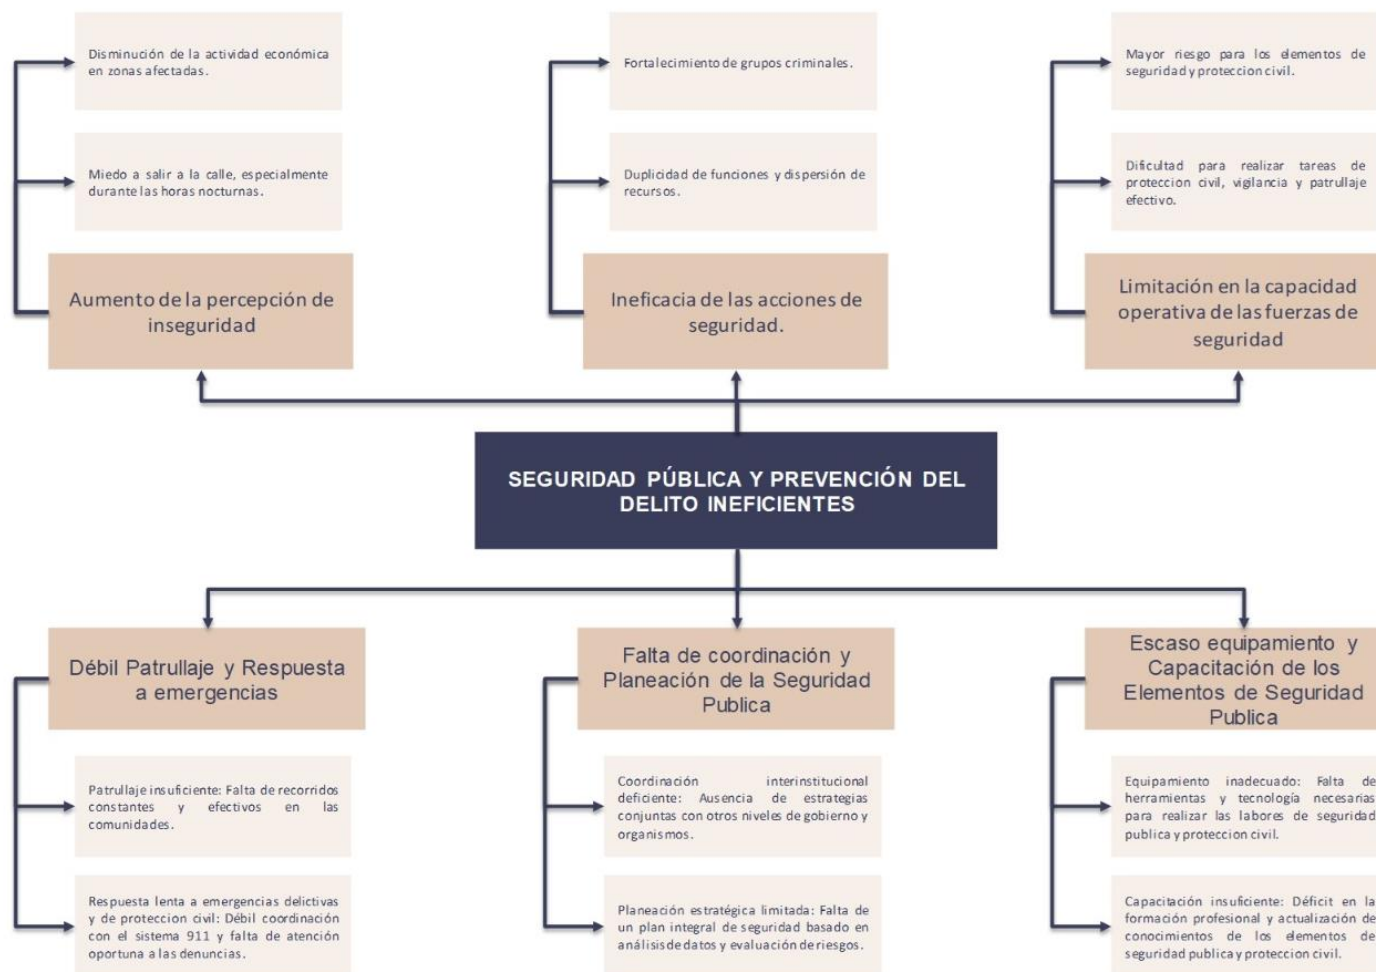 Disminución de la actividad económica
en zonas afectadas.
Fortalecimiento de grupos criminales.
Mayor riesgo para los elementos de
seguridad y proteccion civil.
Miedo a salir a la calle, especialmente
durante las horas nocturnas.
Duplicidad de funciones y dispersión de
recursos.
Dificultad para realizar tareas de
proteccion civil, vigilancia y patrullaje
efectivo.
Aumento de la percepción de
inseguridad
Ineficacia de las acciones de
seguridad.
Limitación en la capacidad
operativa de las fuerzas de
seguridad
SEGURIDAD PÚBLICA Y PREVENCIÓN DEL
DELITO INEFICIENTES
Débil Patrullaje y Respuesta
a emergencias
Falta de coordinación y
Planeación de la Seguridad
Publica
Escaso equipamiento y
Capacitación de los
Elementos de Seguridad
Publica
Patrullaje insuficiente: Falta de recorridos
constantes y efectivos en las
comunidades.
Coordinación interinstitucional
deficiente: Ausencia de estrategias
conjuntas con otros niveles de gobierno y
organismos.
Equipamiento inadecuado: Falta de
herramientas y tecnología necesarias
para realizar las labores de seguridad
publica y proteccion civil.
Respuesta lenta a emergencias delictivas
y de proteccion civil: Débil coordinación
con el sistema 911 y falta de atención
oportuna a las denuncias.
Planeación estratégica limitada: Falta de
un plan integral de seguridad basado en
análisis de datos y evaluación de riesgos.
Capacitación insuficiente: Déficit en la
formación profesional y actualización de
conocimientos de los elementos de
seguridad publica y proteccion civil.